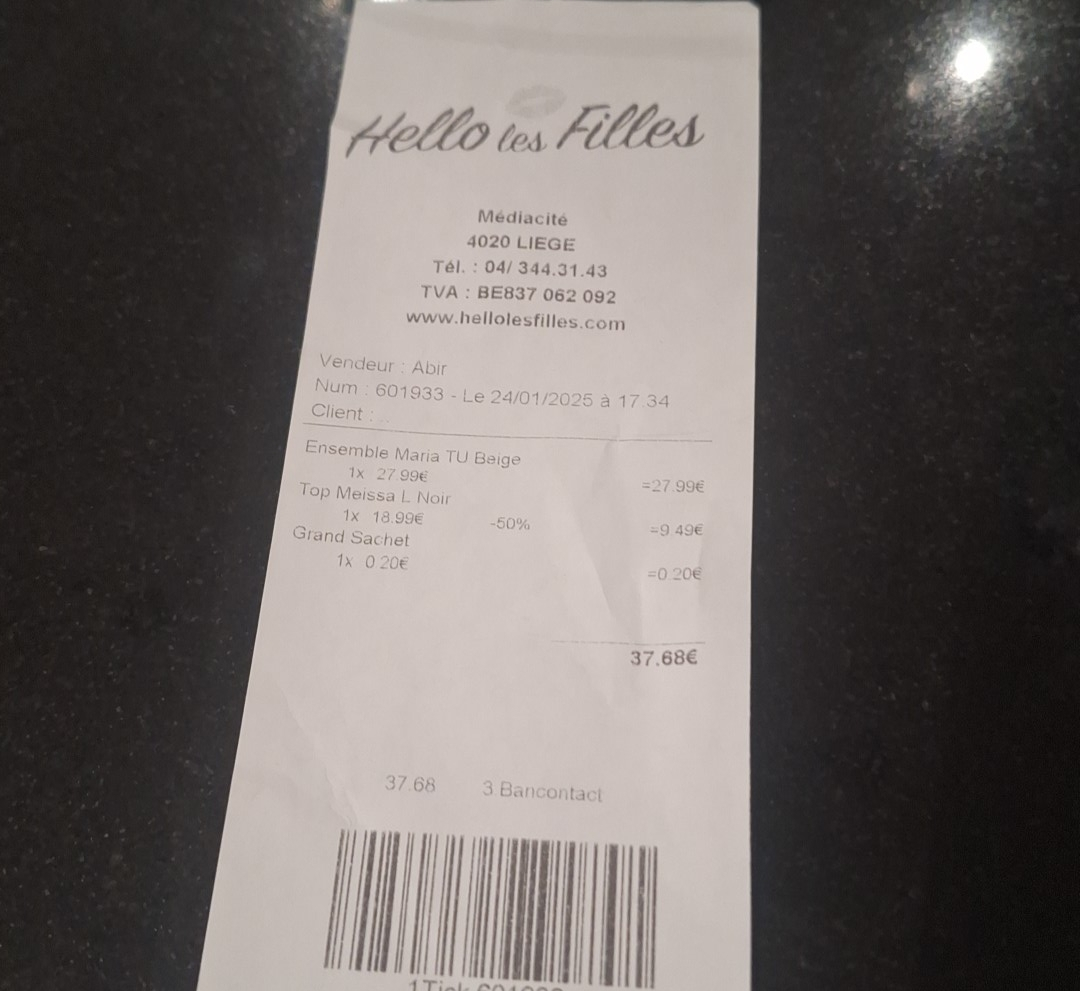 Hello les Filles
Médiacité
4020 LIEGE
Tél. : 04/ 344.31.43
TVA : BE837 062 092
www.hellolesfilles.com
Vendeur : Abir
Num : 601933 - Le 24/01/2025 à 17:34
Client : ...
Ensemble Maria TU Beige
1x 27.99€ =27.99€
Top Meissa L Noir
1x 18.99€ -50% =9.49€
Grand Sachet
1x 0.20€ =0.20€
37.68€
37.68 3.Bancontact